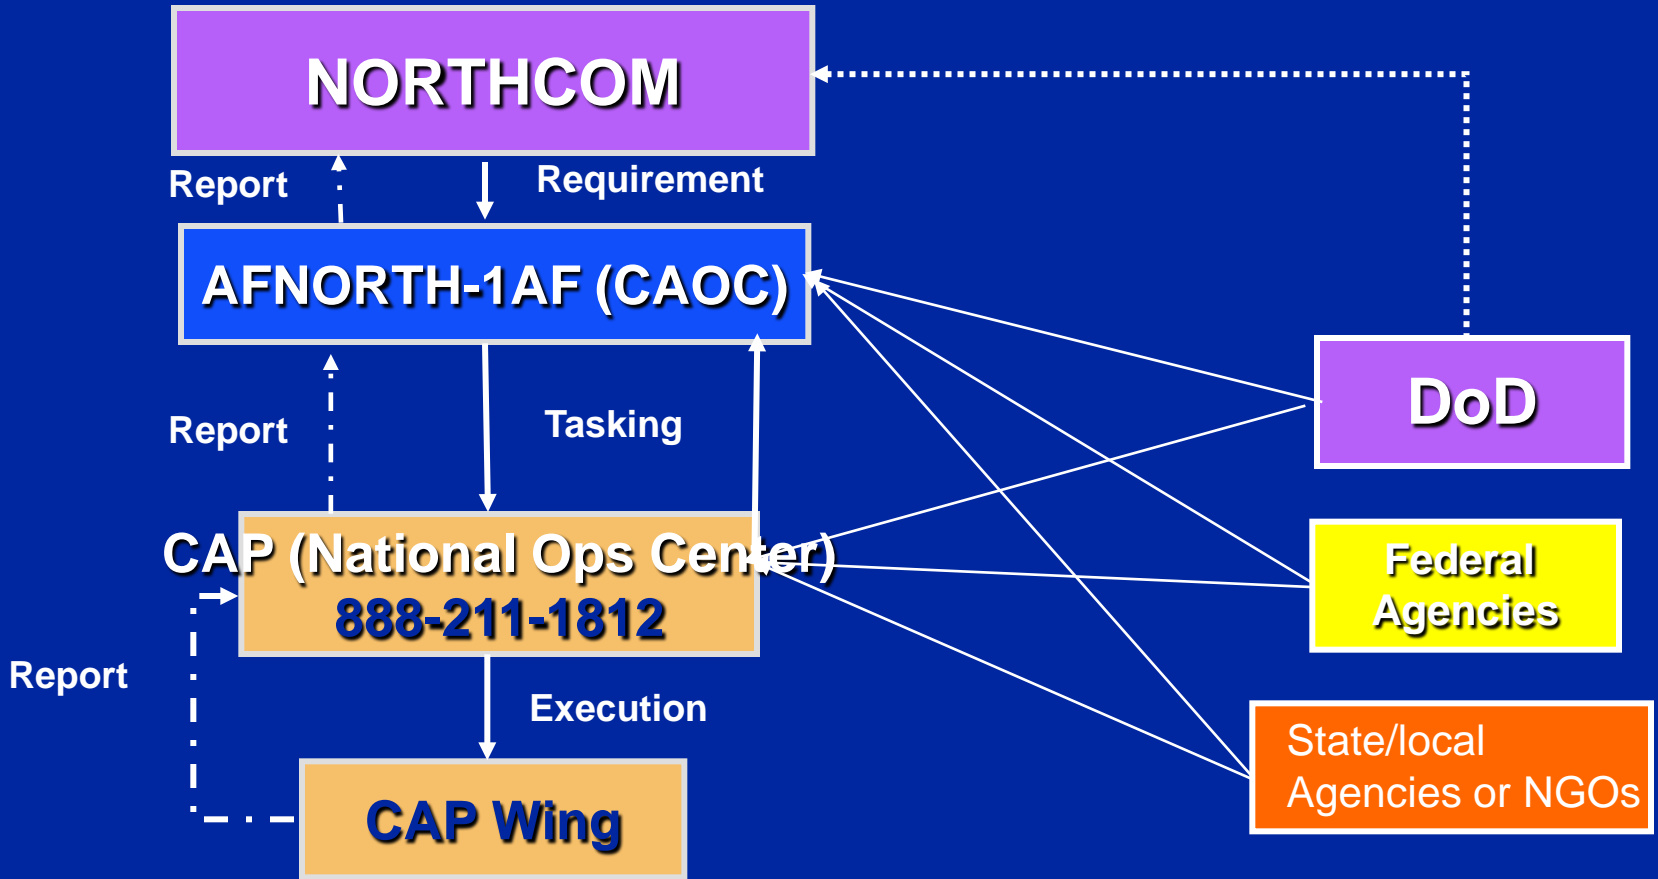 NORTHCOM
Report
Requirement
AFNORTH-1AF (CAOC)
Report
Tasking
DoD
CAP (National Ops Center)
888-211-1812
Federal
Agencies
Report
Execution
State/local
Agencies or NGOs
CAP Wing